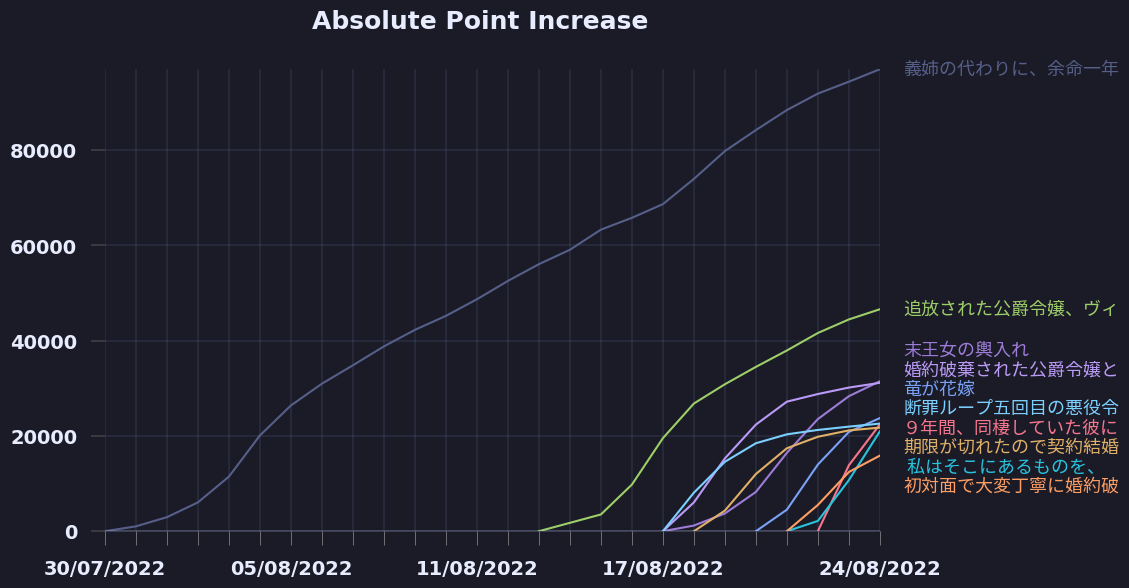 Absolute Point Increase
80000
60000
40000
20000
0
30/07/2022
05/08/2022
11/08/2022
17/08/2022
24/08/2022
義姉の代わりに、余命一年
追放された公爵令嬢、ヴィ
末王女の輿入れ
婚約破棄された公爵令嬢と
竜が花嫁
断罪ループ五回目の悪役令
９年間、同棲していた彼に
期限が切れたので契約結婚
私はそこにあるものを、
初対面で大変丁寧に婚約破